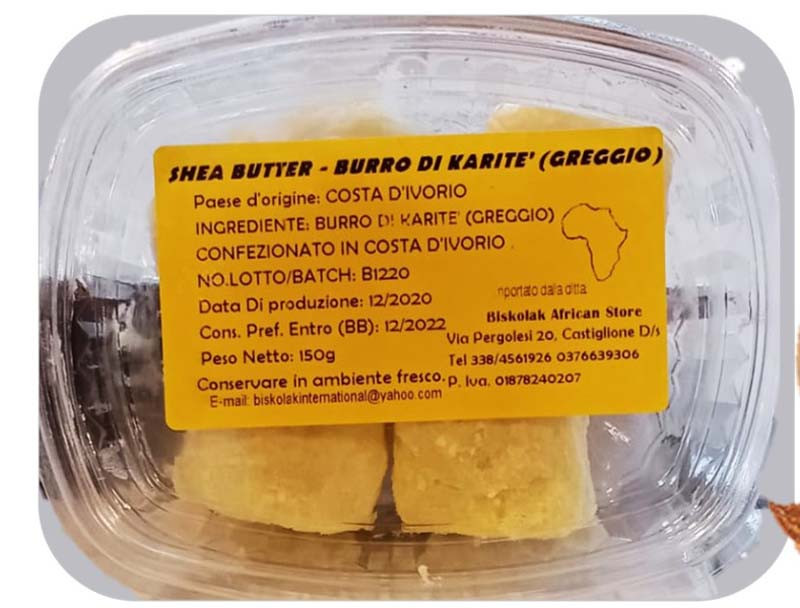 SHEA BUTTER - BURRO DI KARITE' (GREGGIO)
Paese d'origine: COSTA D'IVORIO
INGREDIENTE: BURRO DI KARITE' (GREGGIO)
CONFEZIONATO IN COSTA D'IVORIO
NO.LOTTO/BATCH: B1220
Data Di produzione: 12/2020
Cons. Pref. Entro (BB): 12/2022
Peso Netto: 150g
Conservare in ambiente fresco.
E-mail: biskolakinternational@yahoo.com
mportato dalla ditta
Biskolak African Store
Via Pergolesi 20, Castiglione D/s
Tel 338/4561926 0376639306
P. Iva. 01878240207